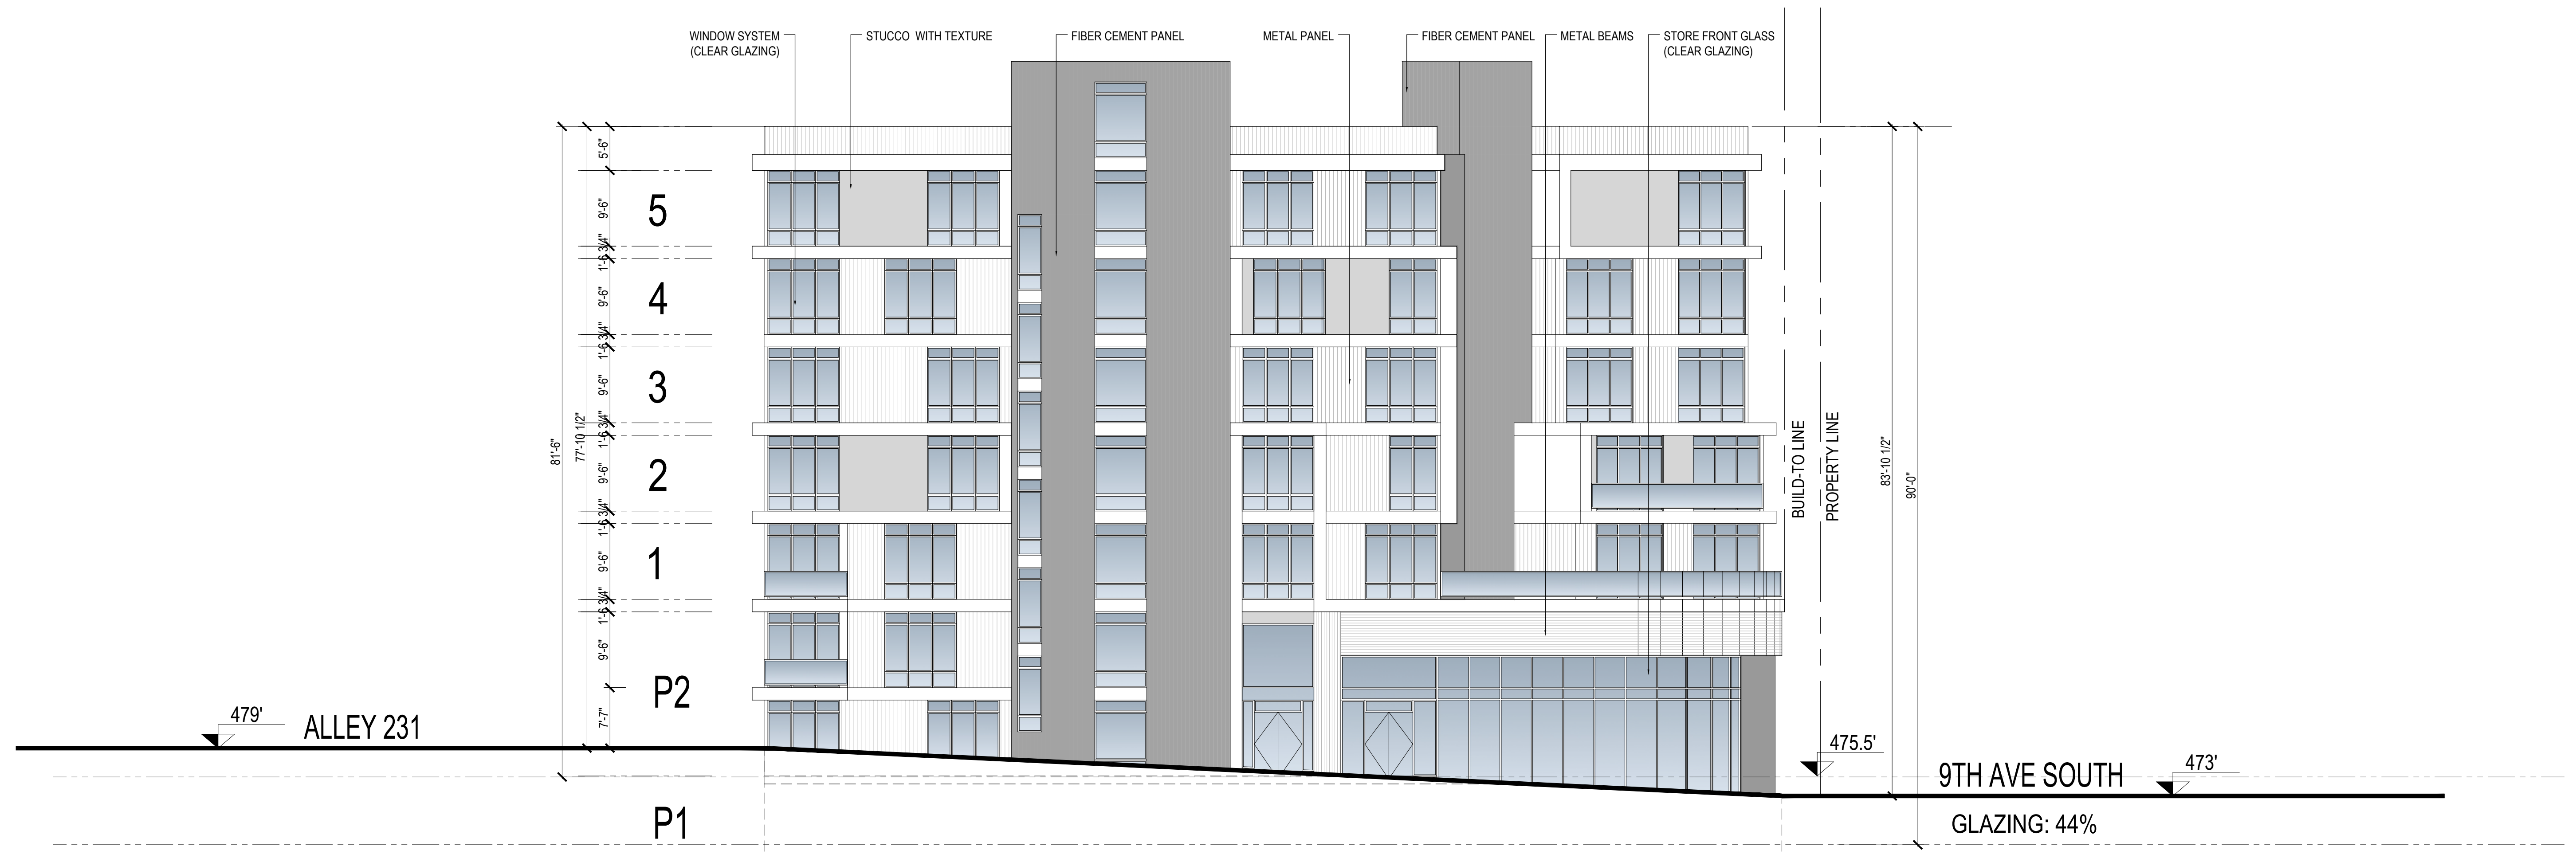 WINDOW SYSTEM
(CLEAR GLAZING)
STUCCO WITH TEXTURE
FIBER CEMENT PANEL
METAL PANEL
FIBER CEMENT PANEL
METAL BEAMS
STORE FRONT GLASS
(CLEAR GLAZING)
5'-6"
5
9'-6"
1'-6 3/4"
4
9'-6"
1'-6 3/4"
3
9'-6"
1'-6 3/4"
2
9'-6"
1'-6 3/4"
1
9'-6"
1'-6 3/4"
9'-6"
P2
7'-7"
81'-6"
77'-10 1/2"
BUILD-TO LINE
PROPERTY LINE
83'-10 1/2"
90'-0"
479'
ALLEY 231
475.5'
9TH AVE SOUTH
473'
P1
GLAZING: 44%